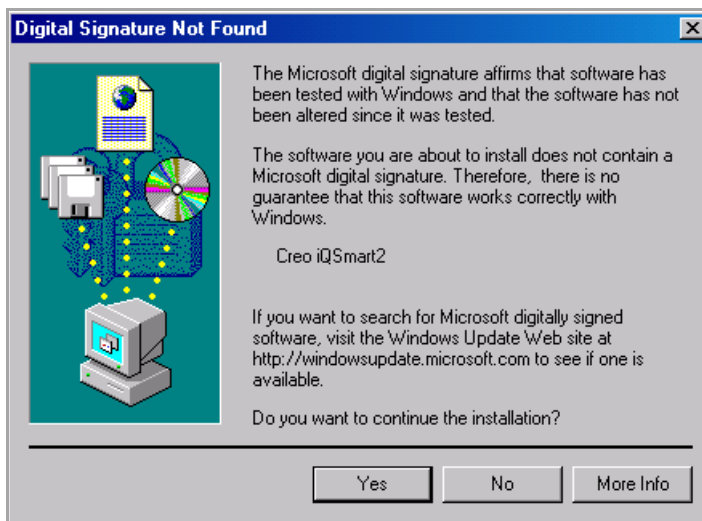 Digital Signature Not Found
The Microsoft digital signature affirms that software has
been tested with Windows and that the software has not
been altered since it was tested.
The software you are about to install does not contain a
Microsoft digital signature. Therefore, there is no
guarantee that this software works correctly with
Windows.
Creo iQSmart2
If you want to search for Microsoft digitally signed
software, visit the Windows Update Web site at
http://windowsupdate.microsoft.com to see if one is
available.
Do you want to continue the installation?
Yes
No
More Info